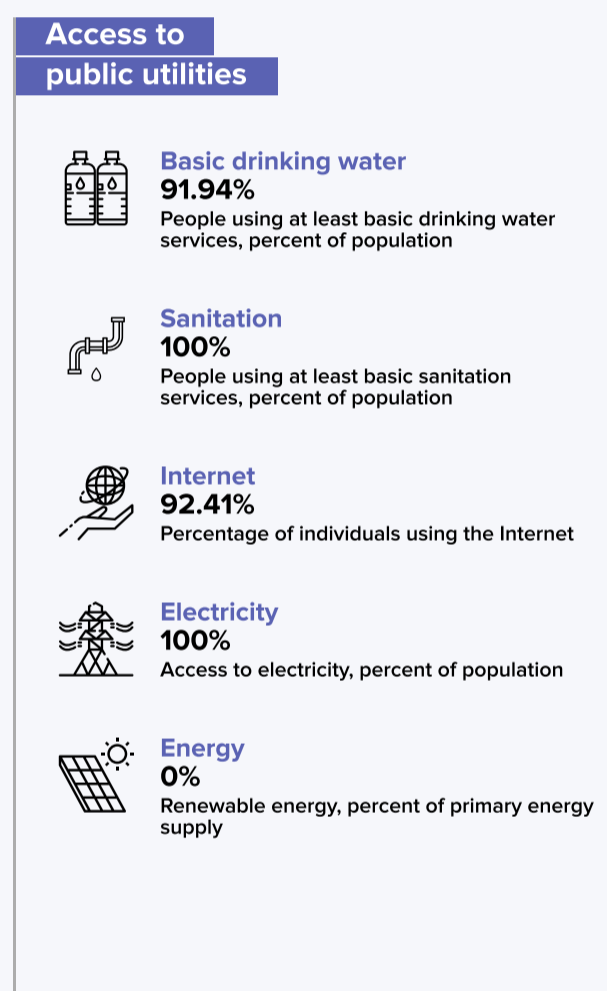 Access to
public utilities
Basic drinking water
91.94%
People using at least basic drinking water
services, percent of population
Sanitation
100%
People using at least basic sanitation
services, percent of population
Internet
92.41%
Percentage of individuals using the Internet
Electricity
100%
Access to electricity, percent of population
Energy
0%
Renewable energy, percent of primary energy
supply